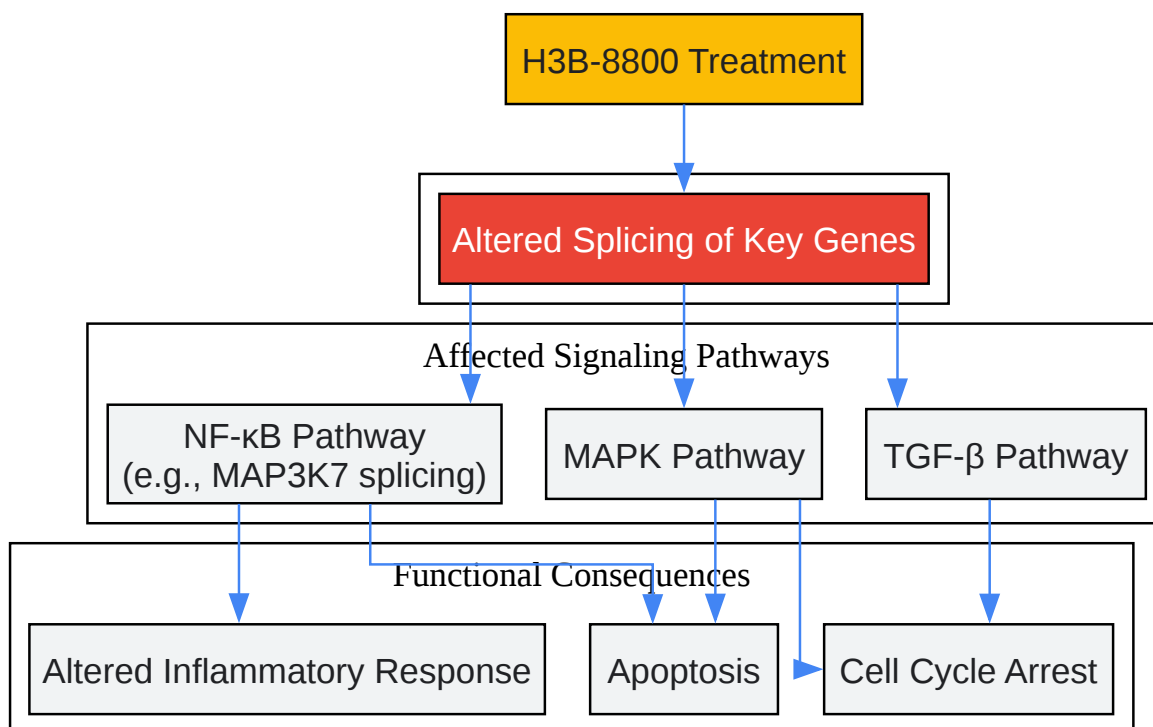 H3B-8800 Treatment
Altered Splicing of Key Genes
Affected Signaling Pathways
NF-κB Pathway
(e.g., MAP3K7 splicing)
MAPK Pathway
TGF-β Pathway
Functional Consequences
Altered Inflammatory Response
Apoptosis
Cell Cycle Arrest